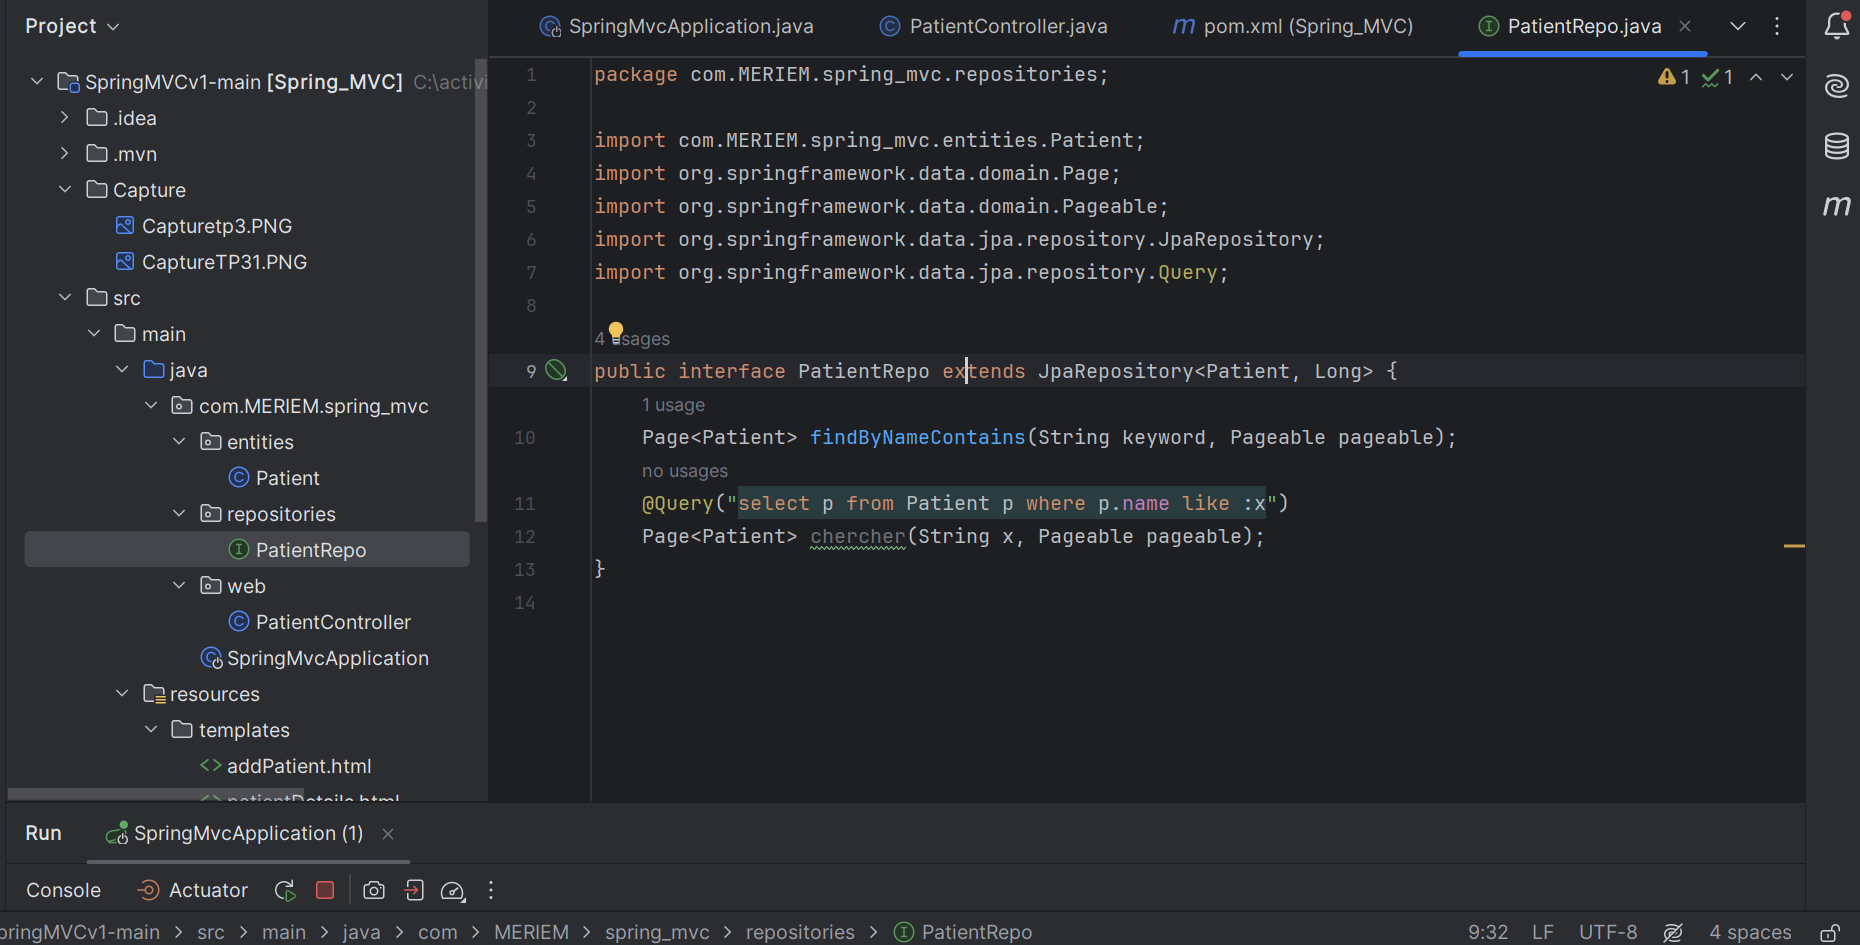 Project
SpringMVCv1-main [Spring_MVC] C:\activi
.idea
.mvn
Capture
Capturetp3.PNG
CaptureTP31.PNG
src
main
java
com.MERIEM.spring_mvc
entities
Patient
repositories
PatientRepo
web
PatientController
SpringMvcApplication
resources
templates
addPatient.html
patientDetails.html
SpringMvcApplication.java PatientController.java m pom.xml (Spring_MVC) PatientRepo.java
1 1
1 package com.MERIEM.spring_mvc.repositories;
2
3 import com.MERIEM.spring_mvc.entities.Patient;
4 import org.springframework.data.domain.Page;
5 import org.springframework.data.domain.Pageable;
6 import org.springframework.data.jpa.repository.JpaRepository;
7 import org.springframework.data.jpa.repository.Query;
8
4 usages
9 public interface PatientRepo extends JpaRepository<Patient, Long> {
1 usage
10 Page<Patient> findByNameContains(String keyword, Pageable pageable);
no usages
11 @Query("select p from Patient p where p.name like :x")
12 Page<Patient> chercher(String x, Pageable pageable);
13 }
14
m
Run SpringMvcApplication (1)
Console Actuator
pringMVCv1-main > src > main > java > com > MERIEM > spring_mvc > repositories > PatientRepo 9:32 LF UTF-8 4 spaces